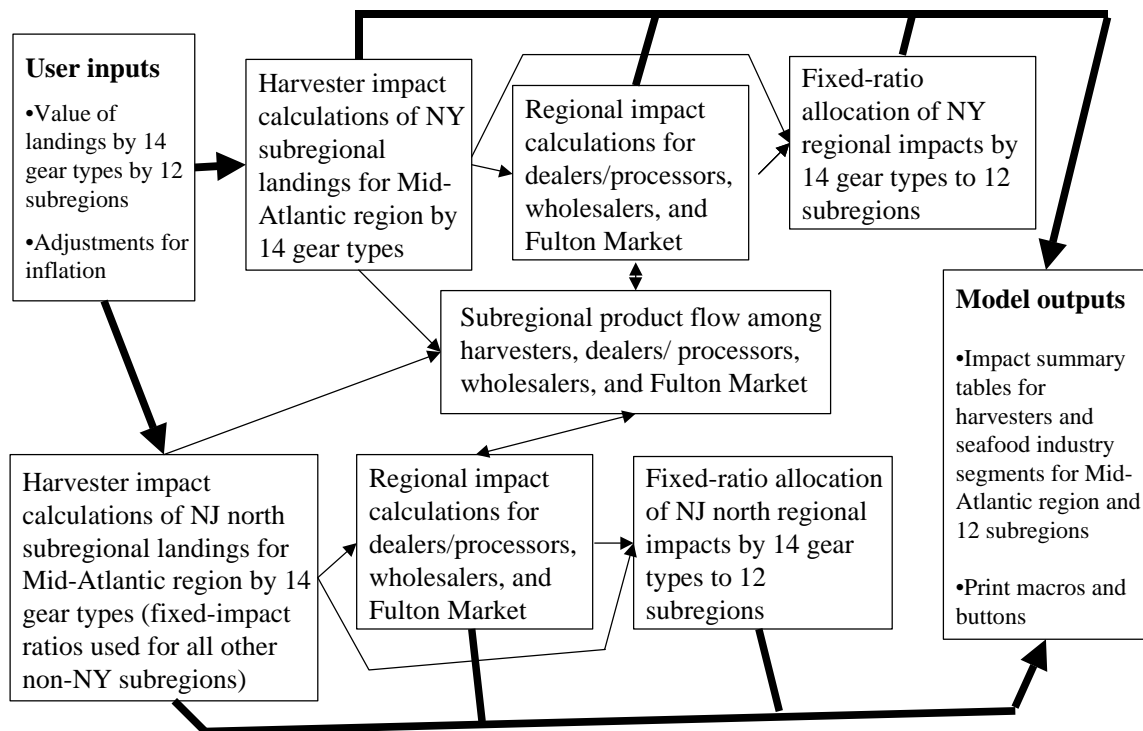 User inputs
•Value of
landings by 14
gear types by 12
subregions
•Adjustments for
inflation
Harvester impact
calculations of NY
subregional
landings for Mid-
Atlantic region by
14 gear types
Regional impact
calculations for
dealers/processors,
wholesalers, and
Fulton Market
Fixed-ratio
allocation of NY
regional impacts by
14 gear types to 12
subregions
Subregional product flow among
harvesters, dealers/ processors,
wholesalers, and Fulton Market
Model outputs
•Impact summary
tables for
harvesters and
seafood industry
segments for Mid-
Atlantic region and
12 subregions
•Print macros and
buttons
Harvester impact
calculations of NJ north
subregional landings for
Mid-Atlantic region by 14
gear types (fixed-impact
ratios used for all other
non-NY subregions)
Regional impact
calculations for
dealers/processors,
wholesalers, and
Fulton Market
Fixed-ratio allocation
of NJ north regional
impacts by 14 gear
types to 12
subregions